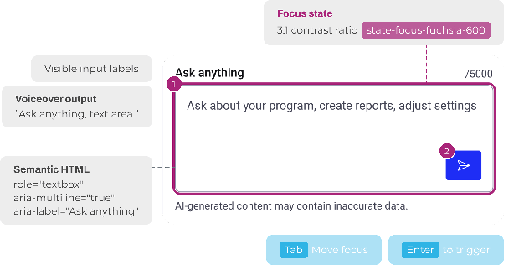 Focus state
3:1 contrast ratio state-focus-fuchsia-600
Visible input labels
Ask anything
/5000
Voiceover output
"Ask anything, text area."
1
Ask about your program, create reports, adjust settings
2
Semantic HTML
role="textbox"
aria-multiline="true"
aria-label="Ask anything"
AI-generated content may contain inaccurate data.
Tab Move focus
Enter to trigger